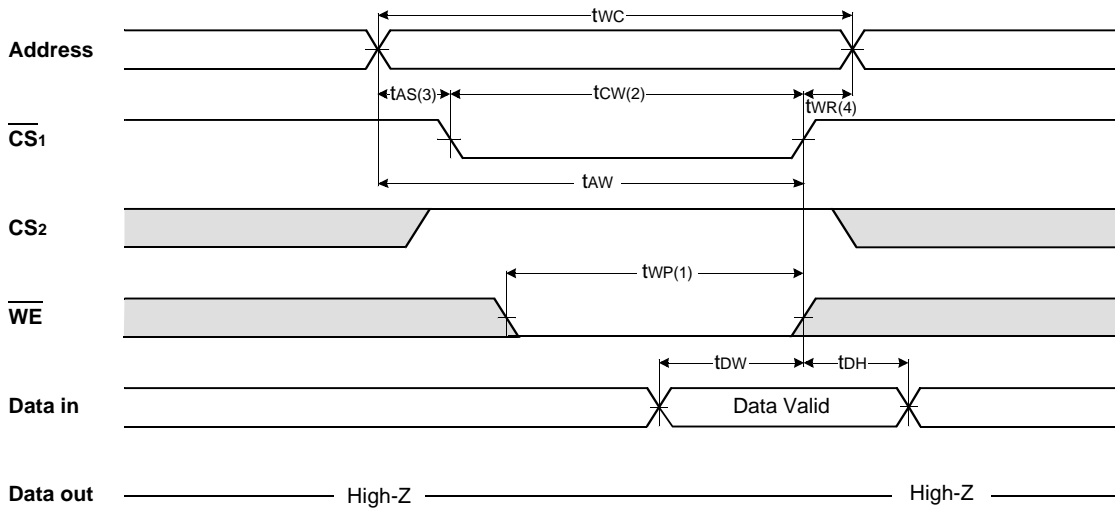 tWC
Address
tAS(3)
tCW(2)
tWR(4)
CS1
tAW
CS2
tWP(1)
WE
tDW
tDH
Data in
Data Valid
Data out
High-Z
High-Z